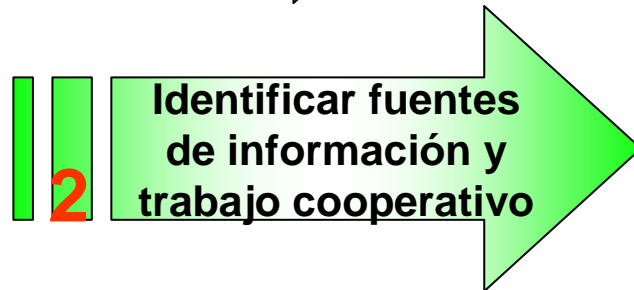 Identificar fuentes
de información y
2 trabajo cooperativo